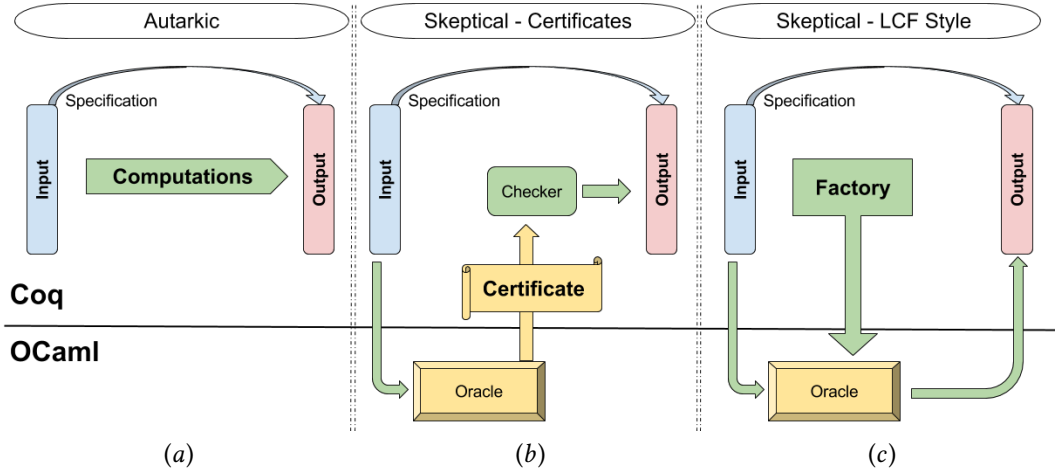 Autarkic
Skeptical - Certificates
Skeptical - LCF Style
Specification
Input
Computations
Output
Specification
Input
Checker
Output
Certificate
Specification
Input
Factory
Output
Coq
OCaml
Oracle
Oracle
(a)
(b)
(c)